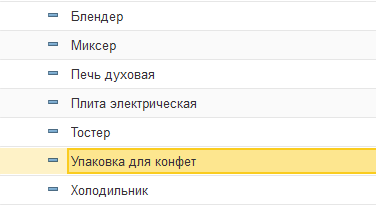 Блендер
Миксер
Печь духовая
Плита электрическая
Тостер
Упаковка для конфет
Холодильник